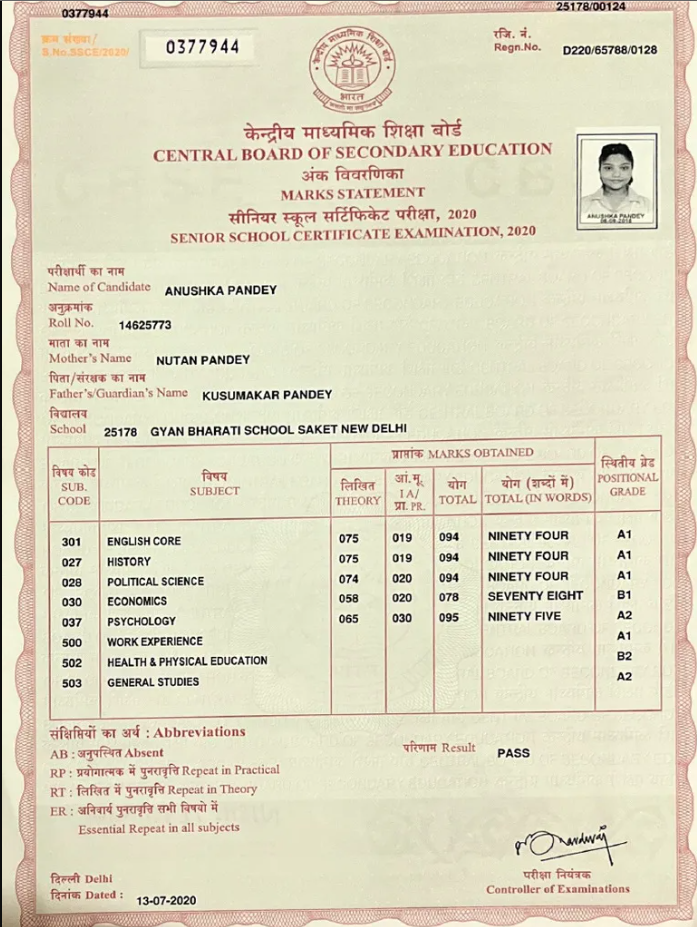 0377944
25178/00124
क्रम संख्या/
S.No.SSCE/2020/
0377944
रजि. नं.
Regn.No. D220/65788/0128
केन्द्रीय माध्यमिक शिक्षा बोर्ड
भारत
केन्द्रीय माध्यमिक शिक्षा बोर्ड
CENTRAL BOARD OF SECONDARY EDUCATION
अंक विवरणिका
MARKS STATEMENT
सीनियर स्कूल सर्टिफिकेट परीक्षा, 2020
SENIOR SCHOOL CERTIFICATE EXAMINATION, 2020
ANUSHKA PANDEY
परीक्षार्थी का नाम
Name of Candidate ANUSHKA PANDEY
अनुक्रमांक
Roll No. 14625773
माता का नाम
Mother's Name NUTAN PANDEY
पिता/संरक्षक का नाम
Father's/Guardian's Name KUSUMAKAR PANDEY
विद्यालय
School 25178 GYAN BHARATI SCHOOL SAKET NEW DELHI
विषय कोड SUB. CODE
विषय SUBJECT
प्राप्तांक MARKS OBTAINED
लिखित THEORY
आं.मू. IA/ प्रा. PR.
योग TOTAL
योग (शब्दों में) TOTAL (IN WORDS)
स्थितीय ग्रेड POSITIONAL GRADE
301 ENGLISH CORE 075 019 094 NINETY FOUR A1
027 HISTORY 075 019 094 NINETY FOUR A1
028 POLITICAL SCIENCE 074 020 094 NINETY FOUR A1
030 ECONOMICS 058 020 078 SEVENTY EIGHT B1
037 PSYCHOLOGY 065 030 095 NINETY FIVE A2
500 WORK EXPERIENCE A1
502 HEALTH & PHYSICAL EDUCATION B2
503 GENERAL STUDIES A2
संक्षिप्तियों का अर्थ : Abbreviations
AB : अनुपस्थित Absent
RP : प्रयोगात्मक में पुनरावृत्ति Repeat in Practical
RT : लिखित में पुनरावृत्ति Repeat in Theory
ER : अनिवार्य पुनरावृत्ति सभी विषयो में
Essential Repeat in all subjects
परिणाम Result PASS
दिल्ली Delhi
दिनांक Dated : 13-07-2020
परीक्षा नियंत्रक
Controller of Examinations